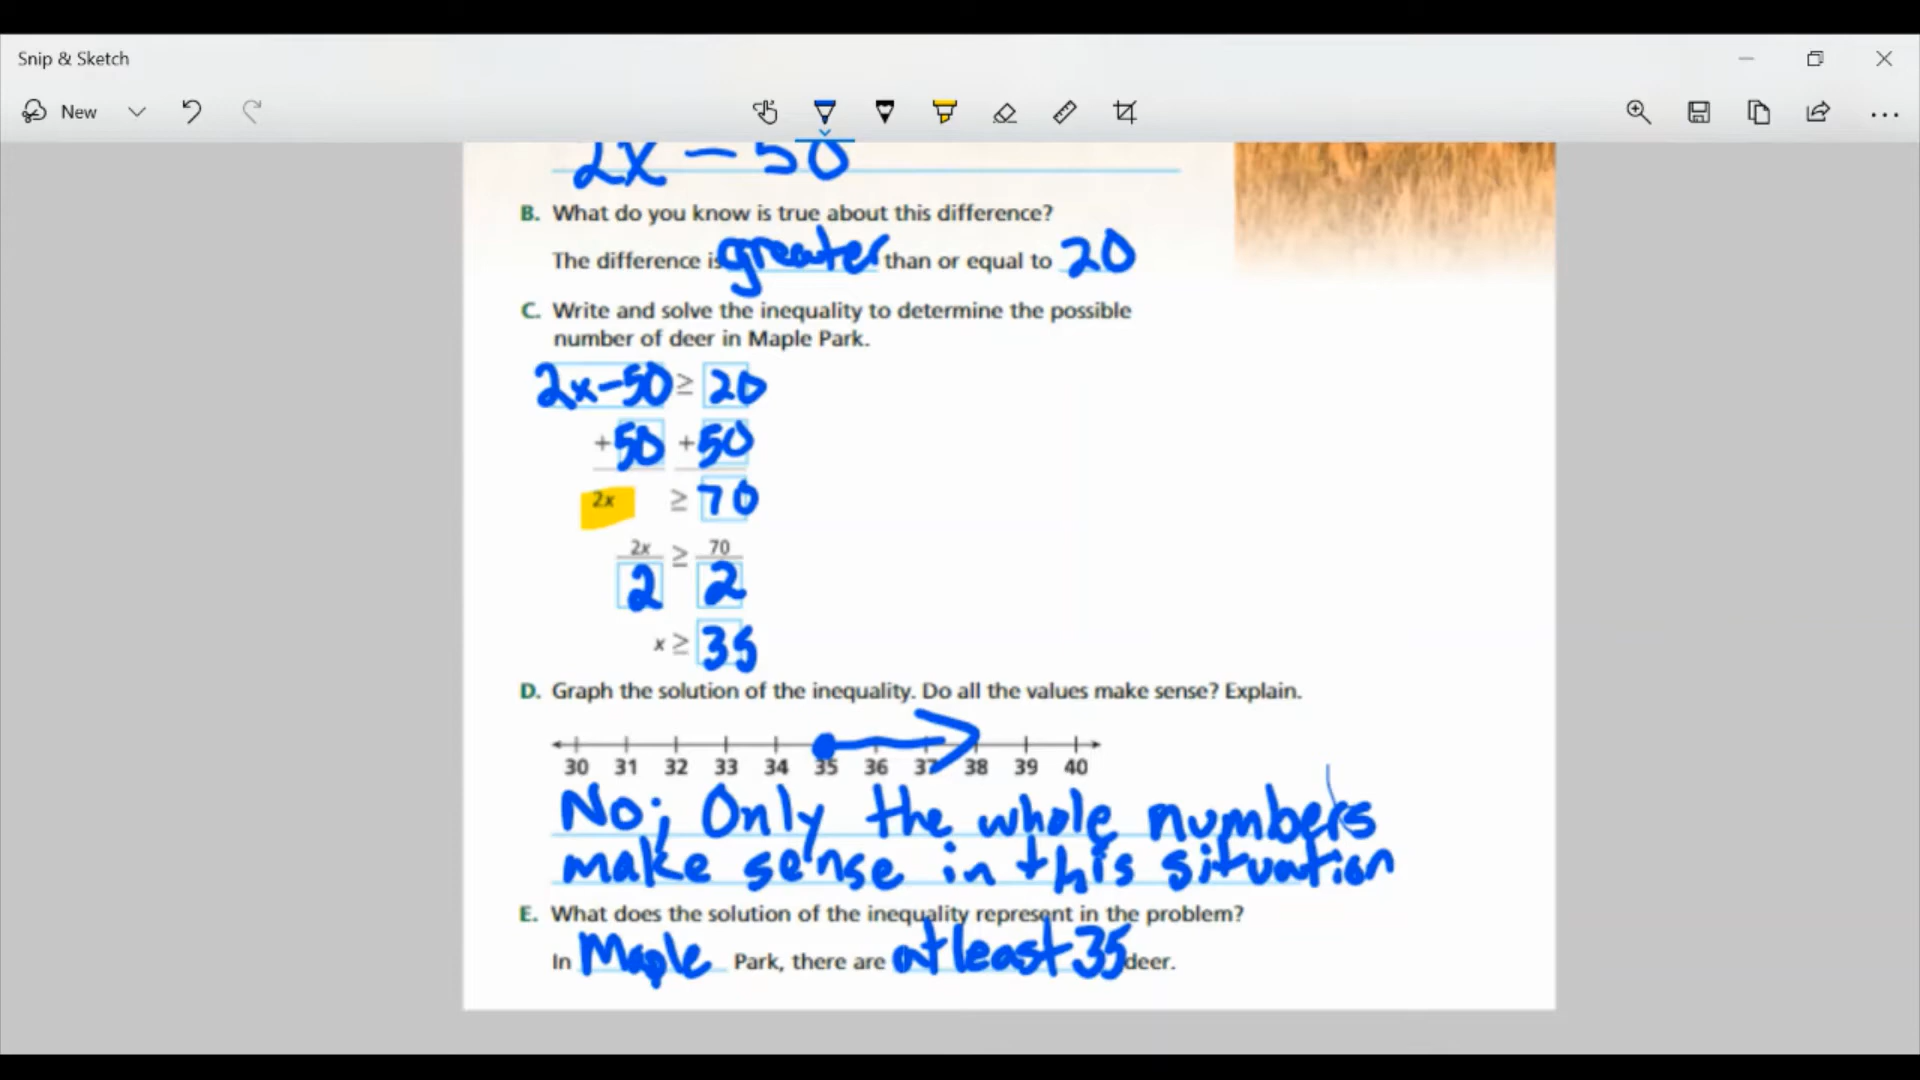 Snip & Sketch
New
2x - 50
B. What do you know is true about this difference?
The difference is greater than or equal to 20
C. Write and solve the inequality to determine the possible
number of deer in Maple Park.
2x-50 ≥ 20
+50 +50
2x ≥ 70
2x ≥ 70
2 2
x ≥ 35
D. Graph the solution of the inequality. Do all the values make sense? Explain.
30 31 32 33 34 35 36 37 38 39 40
No; Only the whole numbers
make sense in this situation
E. What does the solution of the inequality represent in the problem?
In Maple Park, there are at least 35 deer.